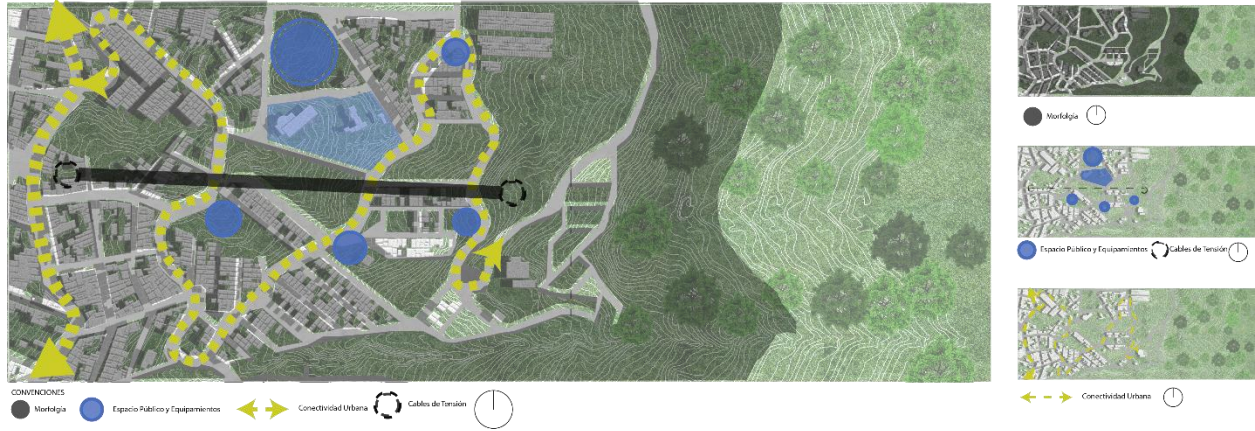 CONVENCIONES
Morfolgía
Espacio Público y Equipamientos
Conectividad Urbana
Cables de Tensión
Morfolgía
Espacio Público y Equipamientos
Cables de Tensión
Conectividad Urbana